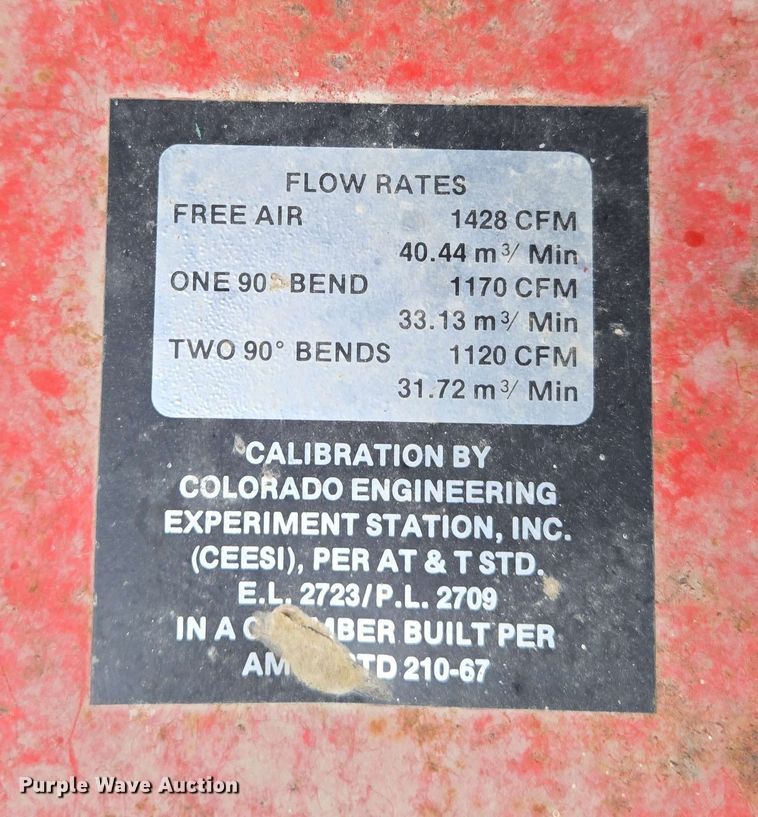 FLOW RATES
FREE AIR 1428 CFM
40.44 m³/ Min
ONE 90 BEND 1170 CFM
33.13 m³/ Min
TWO 90° BENDS 1120 CFM
31.72 m³/ Min
CALIBRATION BY
COLORADO ENGINEERING
EXPERIMENT STATION, INC.
(CEESI), PER AT & T STD.
E.L. 2723/P.L. 2709
IN A BUILT PER
210-67
Purple Wave Auction